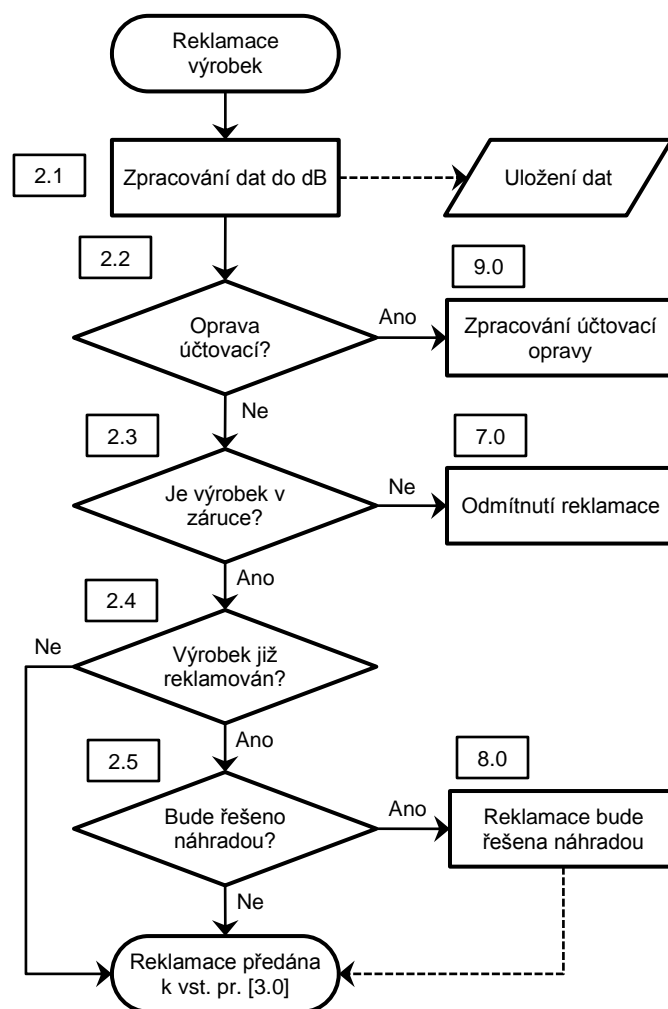 Reklamace
výrobek
2.1
Zpracování dat do dB
Uložení dat
2.2
9.0
Oprava
účtovací?
Ano
Zpracování účtovací
opravy
Ne
2.3
7.0
Je výrobek v
záruce?
Ne
Odmítnutí reklamace
Ano
2.4
Ne
Výrobek již
reklamován?
Ano
2.5
8.0
Bude řešeno
náhradou?
Ano
Reklamace bude
řešena náhradou
Ne
Reklamace předána
k vst. pr. [3.0]